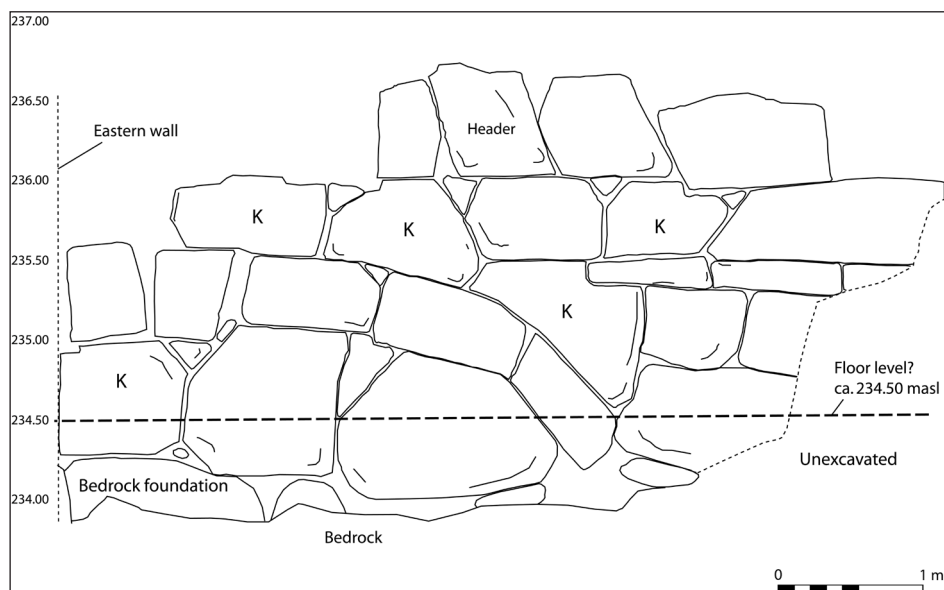 237.00
236.50
Eastern wall
Header
236.00
K
K
K
235.50
K
235.00
K
Floor level?
ca. 234.50 masl
234.50
Unexcavated
Bedrock foundation
234.00
Bedrock
0 1 m